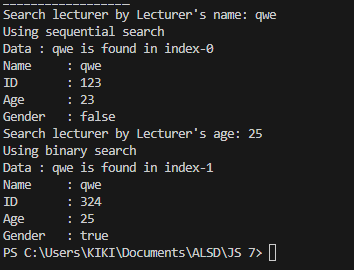 Search lecturer by Lecturer's name: qwe
Using sequential search
Data : qwe is found in index-0
Name     : qwe
ID       : 123
Age      : 23
Gender   : false
Search lecturer by Lecturer's age: 25
Using binary search
Data : qwe is found in index-1
Name     : qwe
ID       : 324
Age      : 25
Gender   : true
PS C:\Users\KIKI\Documents\ALSD\JS 7>